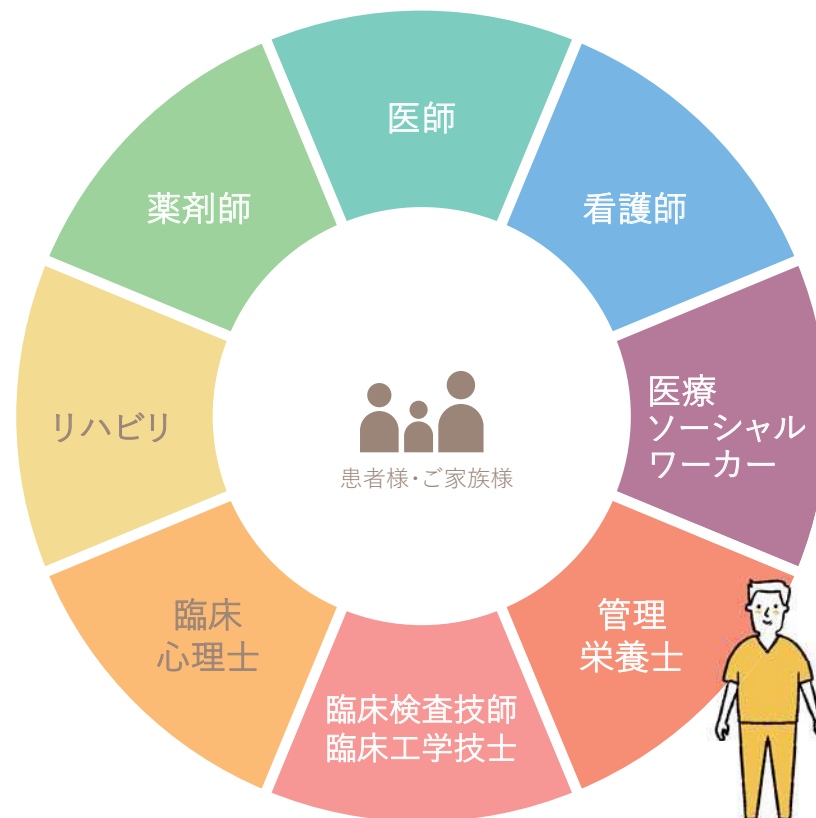 医師
看護師
医療
ソーシャル
ワーカー
管理
栄養士
臨床検査技師
臨床工学技士
臨床
心理士
リハビリ
薬剤師
患者様・ご家族様